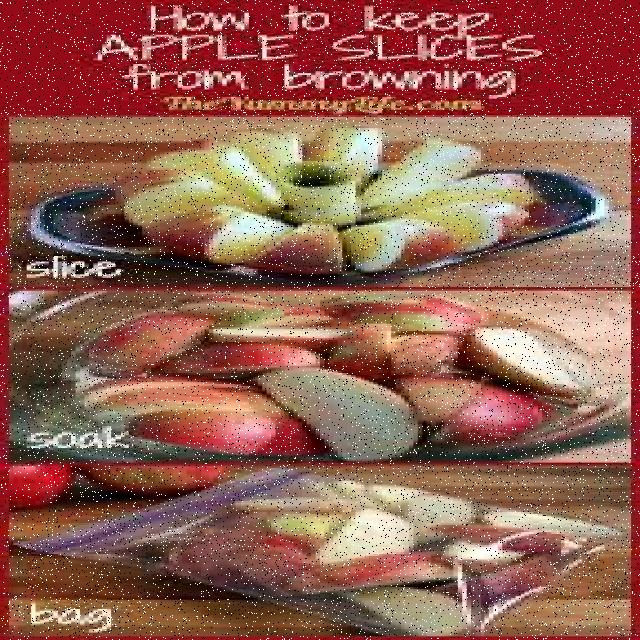 How to keep
APPLE SLICES
from browning
TheYummyLife.com
slice
soak
bag